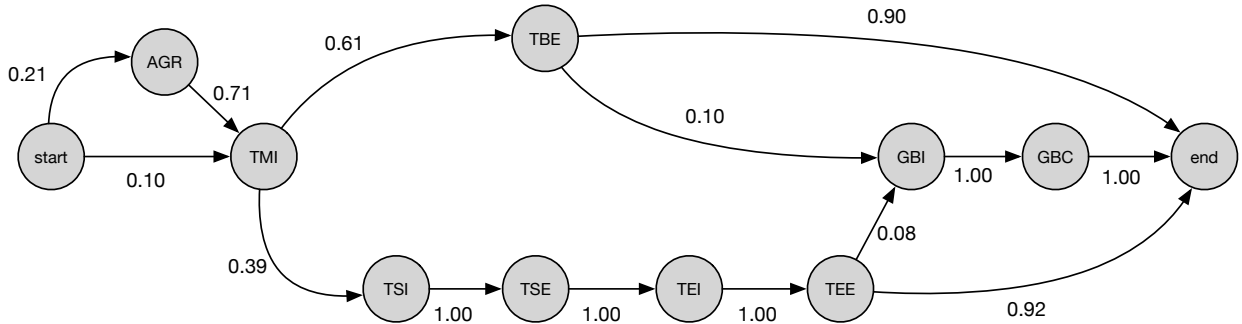 0.90
TBE
0.61
AGR
0.21
0.71
0.10
start
TMI
GBI
GBC
end
0.10
1.00
1.00
0.08
0.39
TSI
TSE
TEI
TEE
1.00
1.00
1.00
0.92